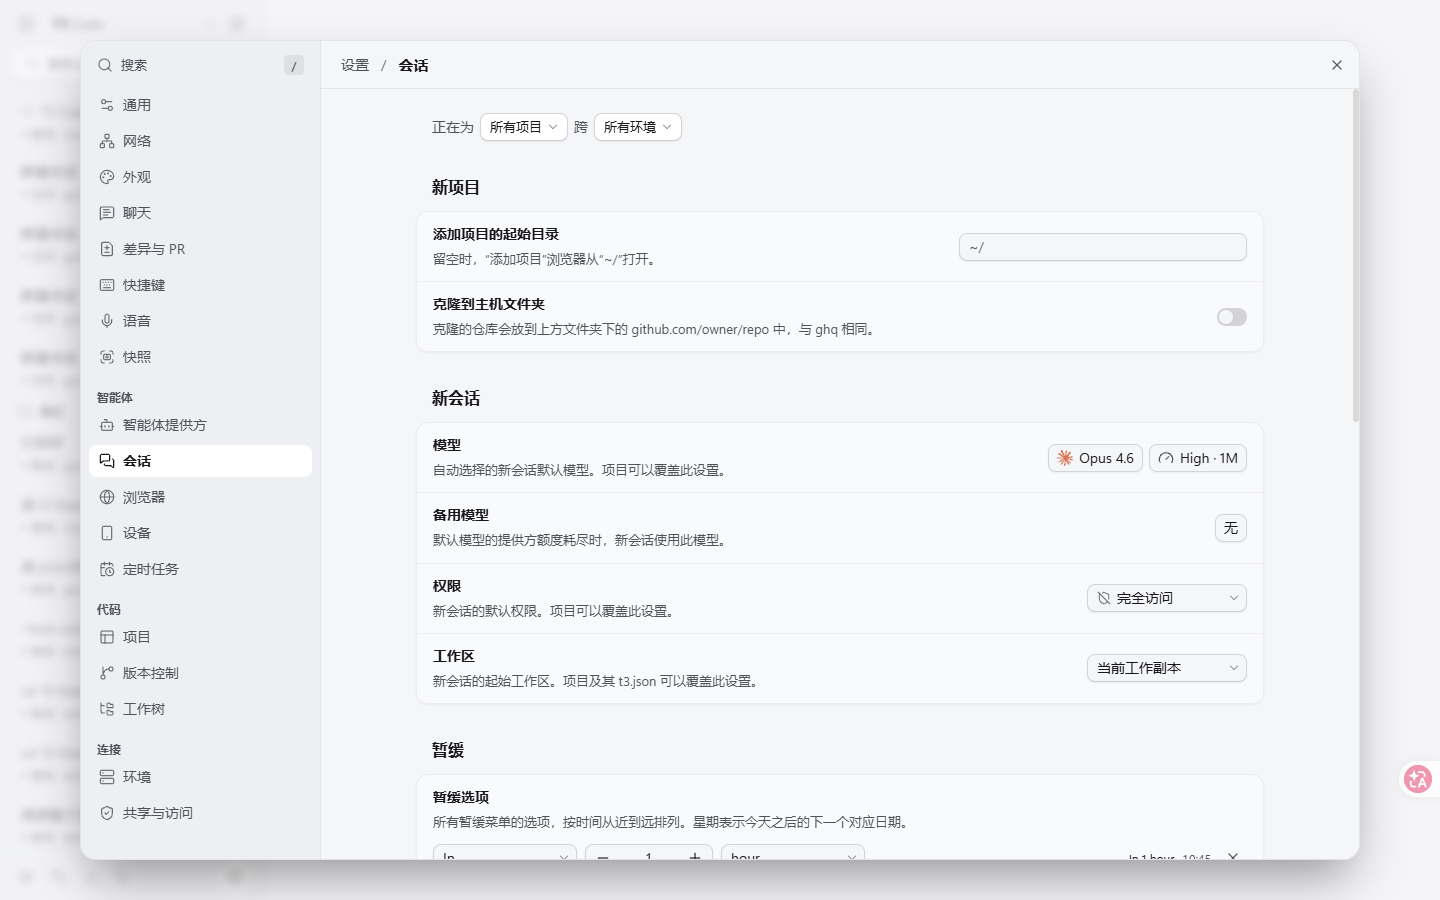 搜索
/
通用
网络
外观
聊天
差异与 PR
快捷键
语音
快照
智能体
智能体提供方
会话
浏览器
设备
定时任务
代码
项目
版本控制
工作树
连接
环境
共享与访问
设置 / 会话
正在为 所有项目 跨 所有环境
新项目
添加项目的起始目录
留空时，“添加项目”浏览器从“~/”打开。
~/
克隆到主机文件夹
克隆的仓库会放到上方文件夹下的 github.com/owner/repo 中，与 ghq 相同。
新会话
模型
自动选择的新会话默认模型。项目可以覆盖此设置。
Opus 4.6
High · 1M
备用模型
默认模型的提供方额度耗尽时，新会话使用此模型。
无
权限
新会话的默认权限。项目可以覆盖此设置。
完全访问
工作区
新会话的起始工作区。项目及其 t3.json 可以覆盖此设置。
当前工作副本
暂缓
暂缓选项
所有暂缓菜单的选项，按时间从近到远排列。星期表示今天之后的下一个对应日期。
In
1
hour
In 1 hour 10:45